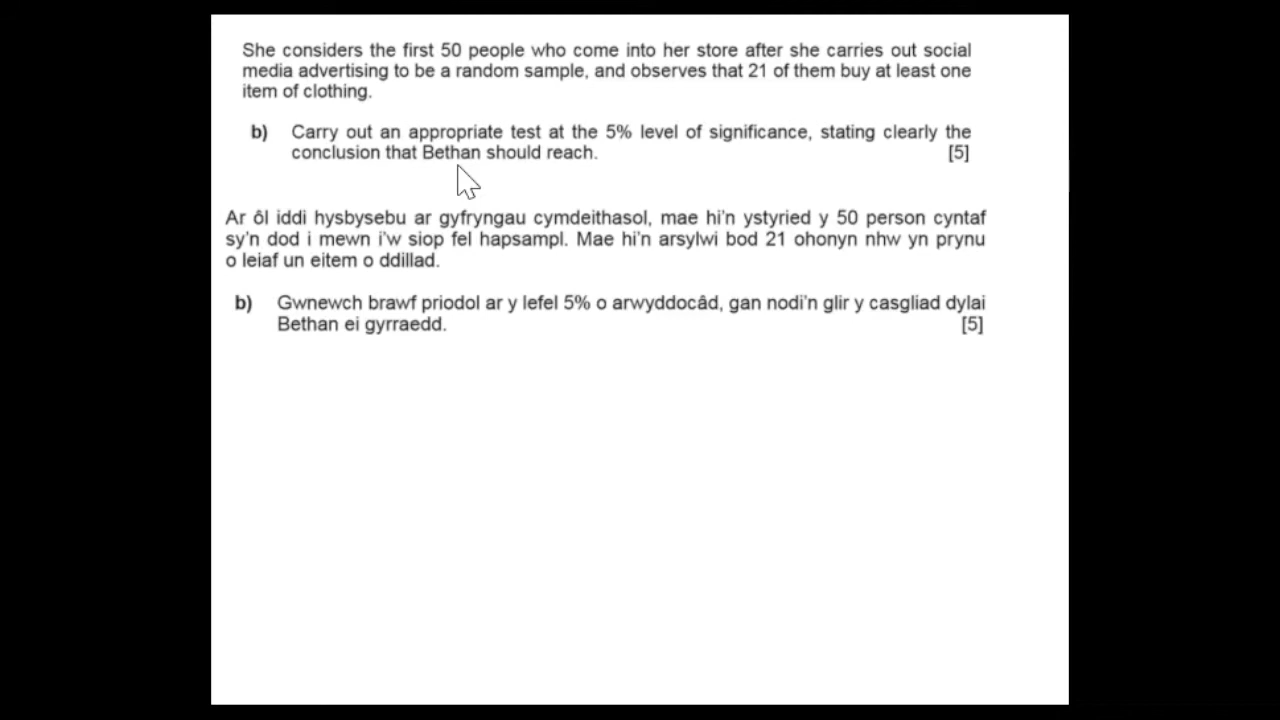 She considers the first 50 people who come into her store after she carries out social
media advertising to be a random sample, and observes that 21 of them buy at least one
item of clothing.
b) Carry out an appropriate test at the 5% level of significance, stating clearly the
conclusion that Bethan should reach. [5]
Ar ôl iddi hysbysebu ar gyfryngau cymdeithasol, mae hi'n ystyried y 50 person cyntaf
sy'n dod i mewn i'w siop fel hapsampl. Mae hi'n arsylwi bod 21 ohonyn nhw yn prynu
o leiaf un eitem o ddillad.
b) Gwnewch brawf priodol ar y lefel 5% o arwyddocâd, gan nodi'n glir y casgliad dylai
Bethan ei gyrraedd. [5]